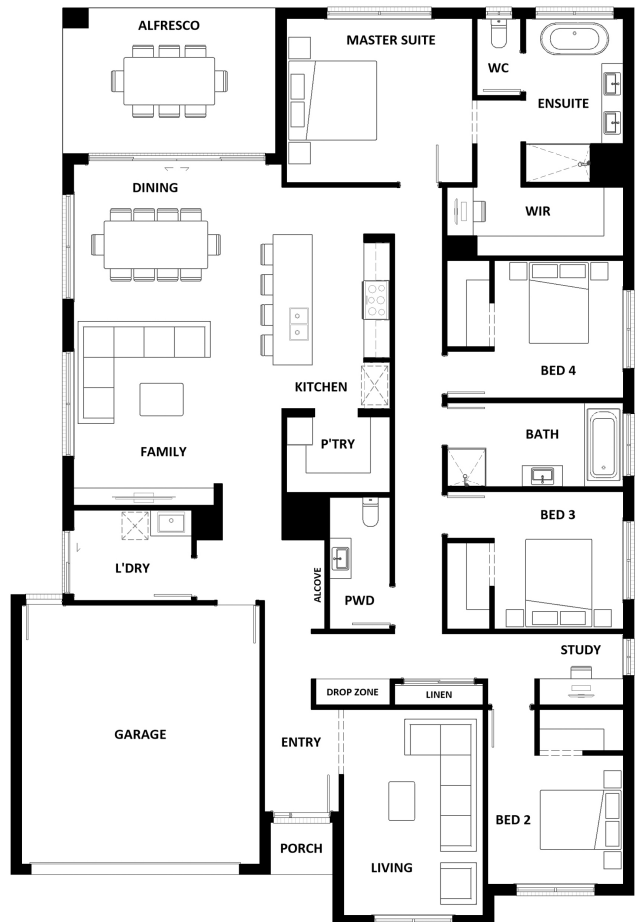 ALFRESCO
MASTER SUITE
WC
ENSUITE
DINING
WIR
KITCHEN
BED 4
P'TRY
BATH
FAMILY
BED 3
L'DRY
ALCOVE
PWD
STUDY
DROP ZONE
LINEN
GARAGE
ENTRY
BED 2
PORCH
LIVING